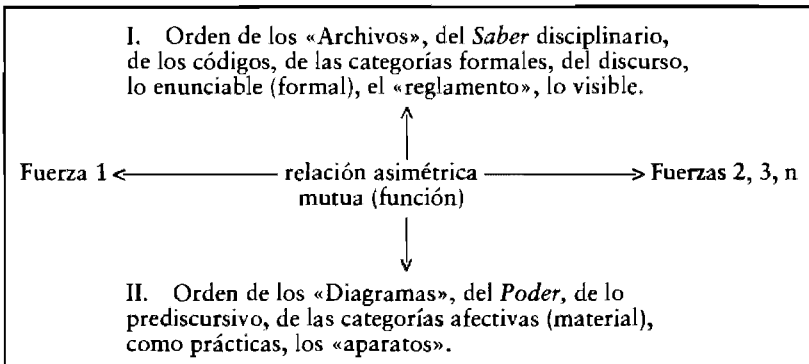 I. Orden de los «Archivos», del Saber disciplinario,
de los códigos, de las categorías formales, del discurso,
lo enunciable (formal), el «reglamento», lo visible.
Fuerza 1 relación asimétrica Fuerzas 2, 3, n
mutua (función)
II. Orden de los «Diagramas», del Poder, de lo
prediscursivo, de las categorías afectivas (material),
como prácticas, los «aparatos».